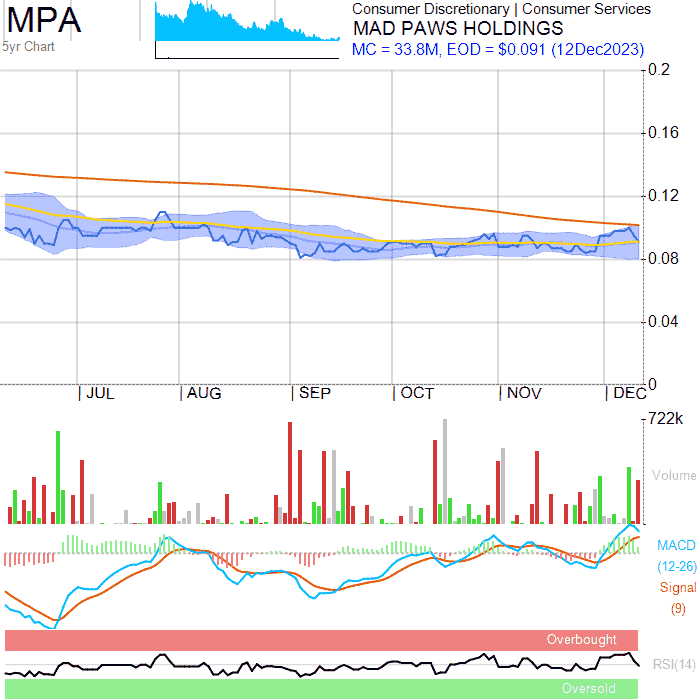 MPA
5yr Chart
Consumer Discretionary | Consumer Services
MAD PAWS HOLDINGS
MC = 33.8M, EOD = $0.091 (12Dec2023)
0.2
0.16
0.12
0.08
0.04
0
| JUL | AUG | SEP | OCT | NOV | DEC
722k
Volume
MACD
(12-26)
Signal
(9)
Overbought
RSI(14)
Oversold